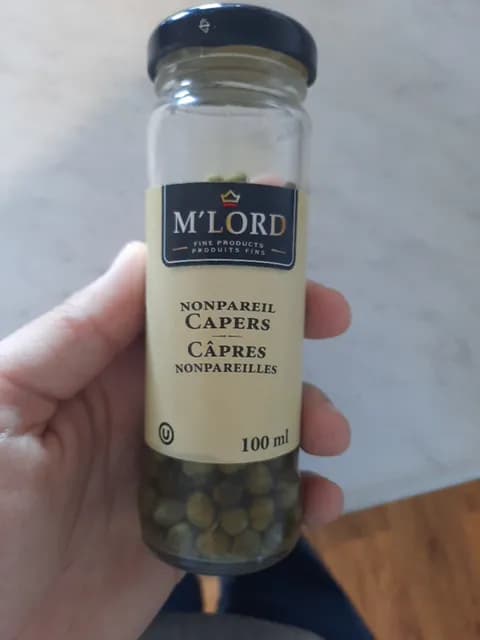 M'LORD
FINE PRODUCTS
PRODUITS FINS
NONPAREIL
CAPERS
CÂPRES
NONPAREILLES
U
100 ml